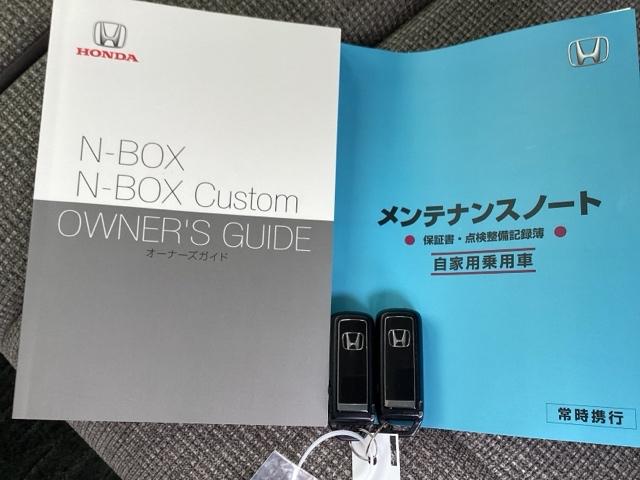 HONDA
N-BOX
N-BOX Custom
OWNER'S GUIDE
オーナーズガイド
メンテナンスノート
保証書・点検整備記録簿
自家用乗用車
常時携行